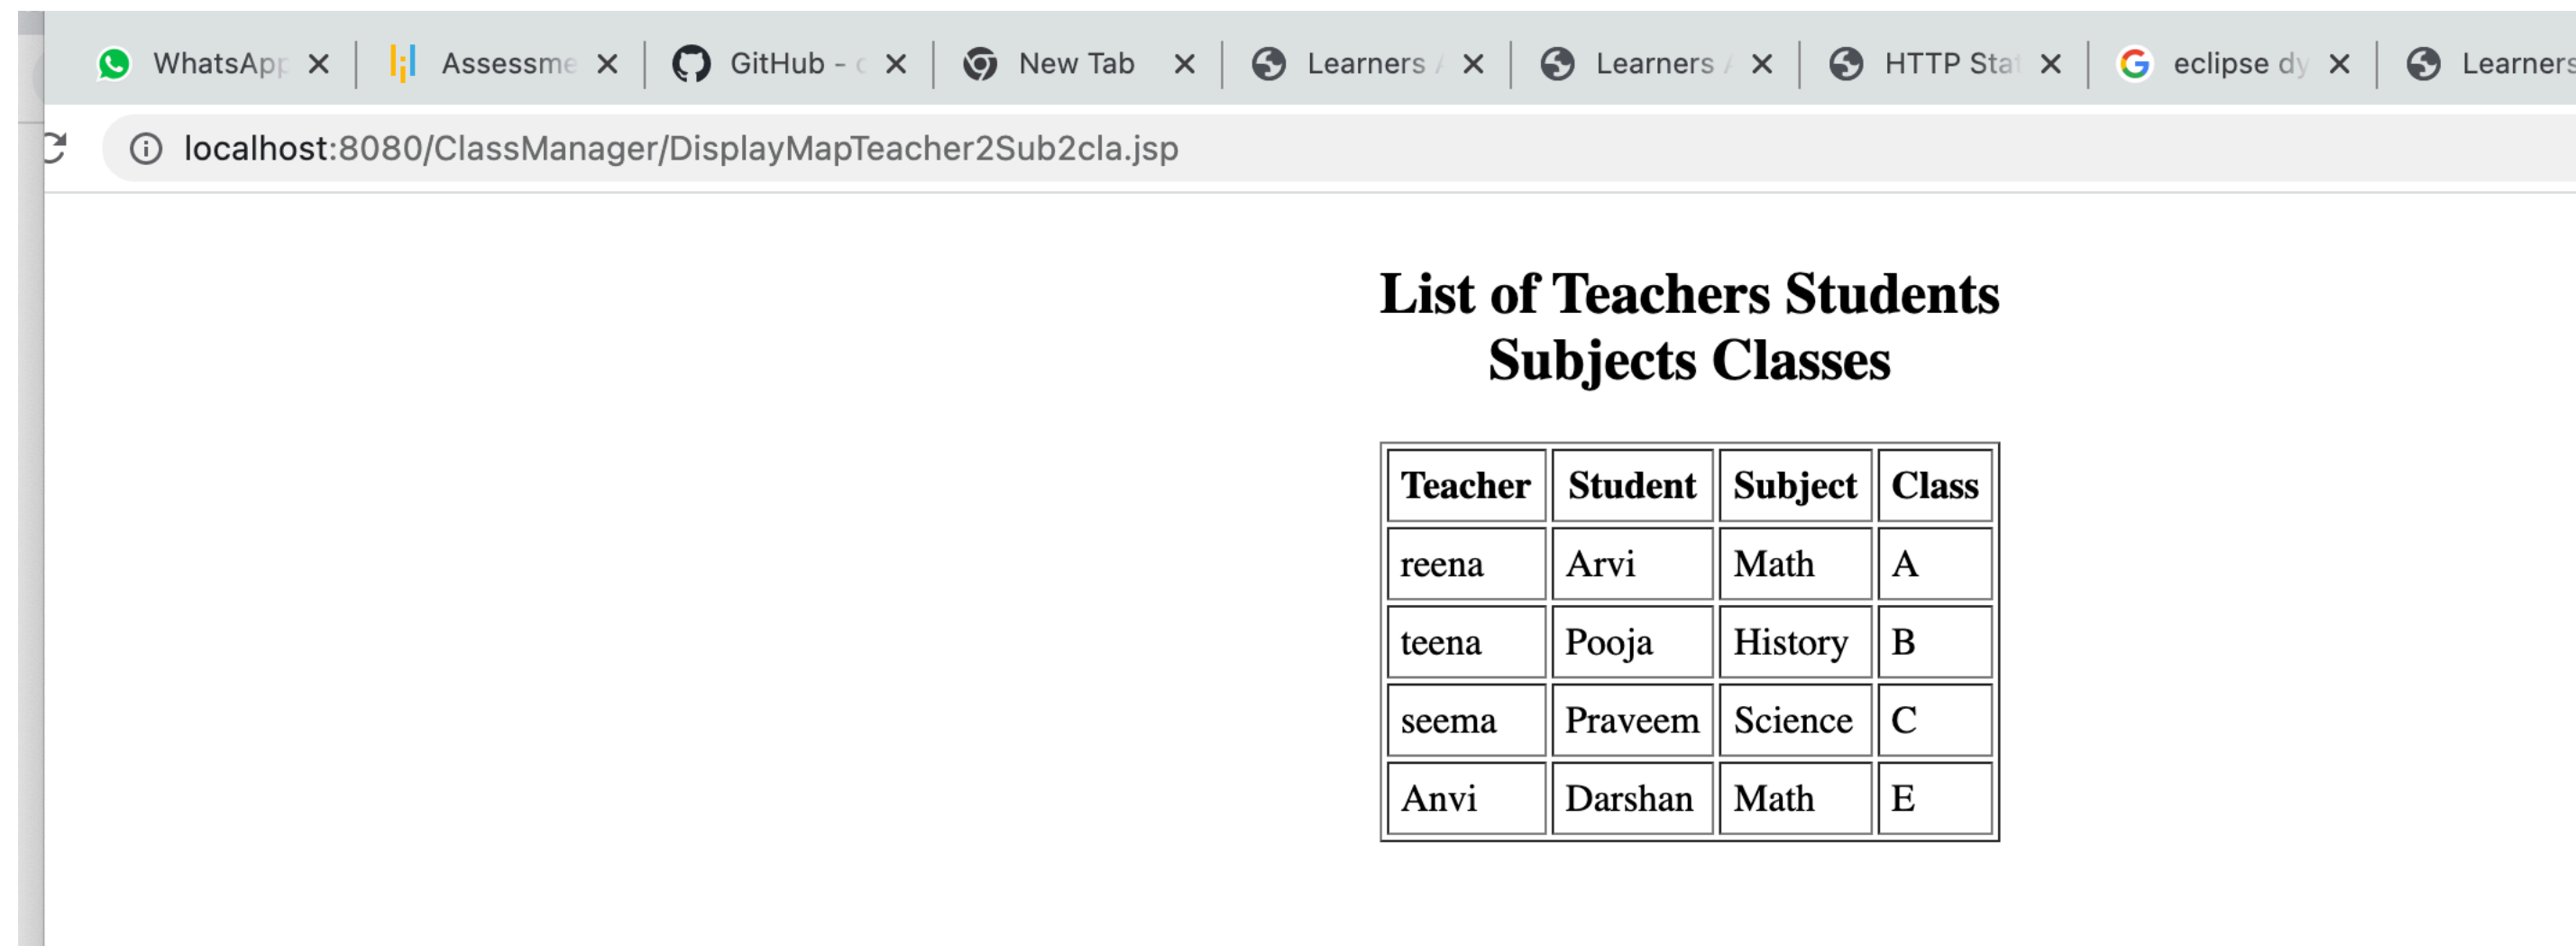 WhatsApp
Assessme
GitHub -
New Tab
Learners
Learners
HTTP Stat
eclipse dy
Learners
localhost:8080/ClassManager/DisplayMapTeacher2Sub2cla.jsp
List of Teachers Students
Subjects Classes
Teacher Student Subject Class
reena Arvi Math A
teena Pooja History B
seema Praveem Science C
Anvi Darshan Math E